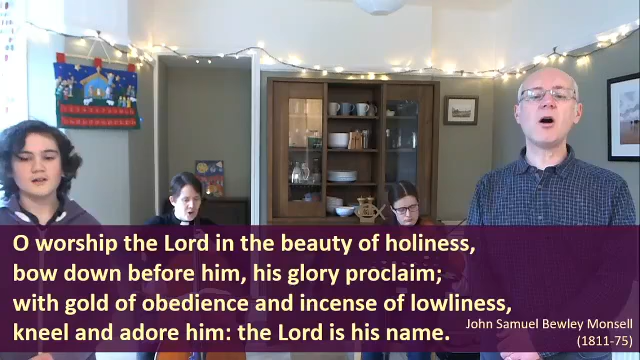 O worship the Lord in the beauty of holiness,
bow down before him, his glory proclaim;
with gold of obedience and incense of lowliness,
kneel and adore him: the Lord is his name.
John Samuel Bewley Monsell
(1811-75)